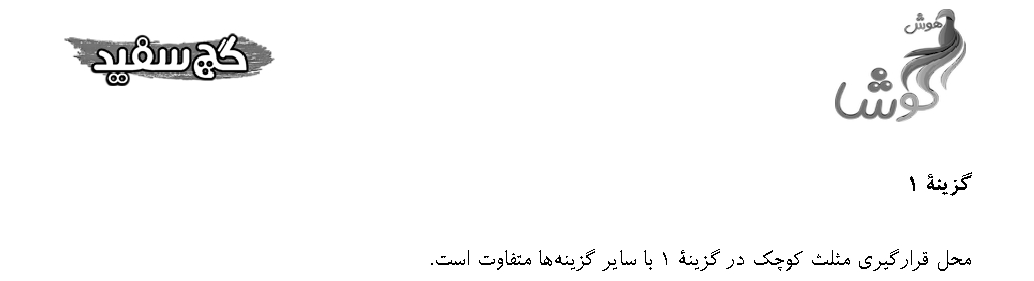 هوش
کوشا
گچ سفید
گزینهٔ ۱
محل قرارگیری مثلث کوچک در گزینهٔ ۱ با سایر گزینه‌ها متفاوت است.